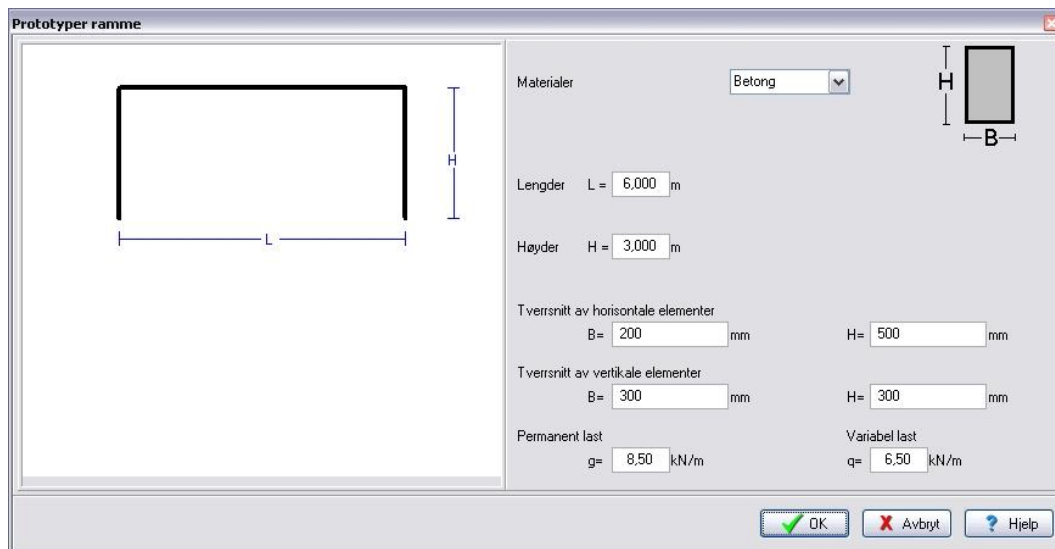 Prototyper ramme
H
L
Materialer Betong
H
B
Lengder L = 6,000 m
Høyder H = 3,000 m
Tverrsnitt av horisontale elementer
B= 200 mm H= 500 mm
Tverrsnitt av vertikale elementer
B= 300 mm H= 300 mm
Permanent last Variabel last
g= 8,50 kN/m q= 6,50 kN/m
OK Avbryt ? Hjelp